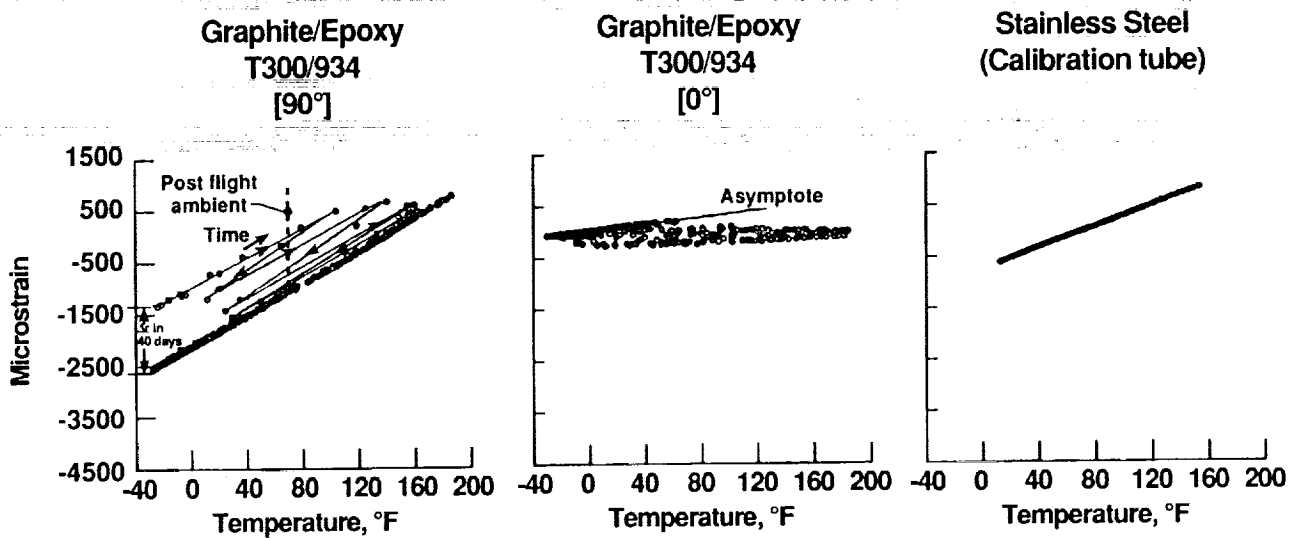 Graphite/Epoxy
T300/934
[90°]
Graphite/Epoxy
T300/934
[0°]
Stainless Steel
(Calibration tube)
Microstrain
1500
500
-500
-1500
-2500
-3500
-4500
Post flight
ambient
Time
in
40 days
-40 0 40 80 120 160 200
Temperature, °F
Asymptote
-40 0 40 80 120 160 200
Temperature, °F
-40 0 40 80 120 160 200
Temperature, °F